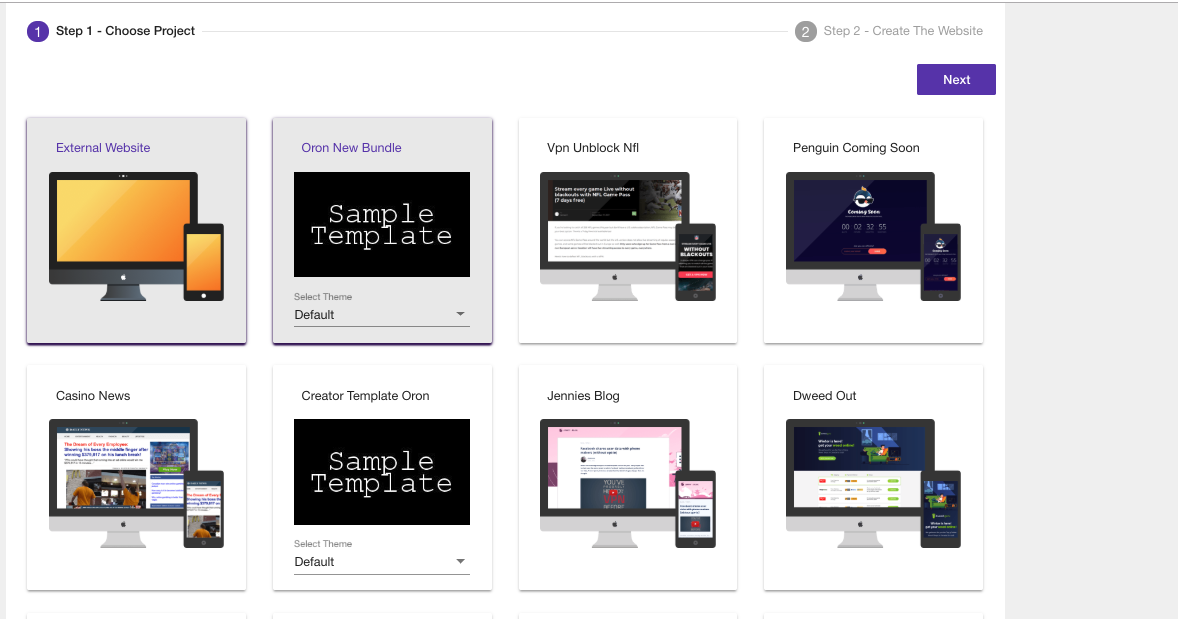 1 Step 1 - Choose Project
2 Step 2 - Create The Website
Next
External Website
Oron New Bundle
Sample
Template
Select Theme
Default
Vpn Unblock Nfl
Stream every game Live without
blackouts with NFL Game Pass
(7 days free)
WITHOUT
BLACKOUTS
Penguin Coming Soon
Coming Soon
00 02 32 55
Casino News
The Dream of Every Employee:
Showing his boss the middle finger after
winning $379,817 on his lunch break!
Creator Template Oron
Sample
Template
Select Theme
Default
Jennies Blog
Dweed Out